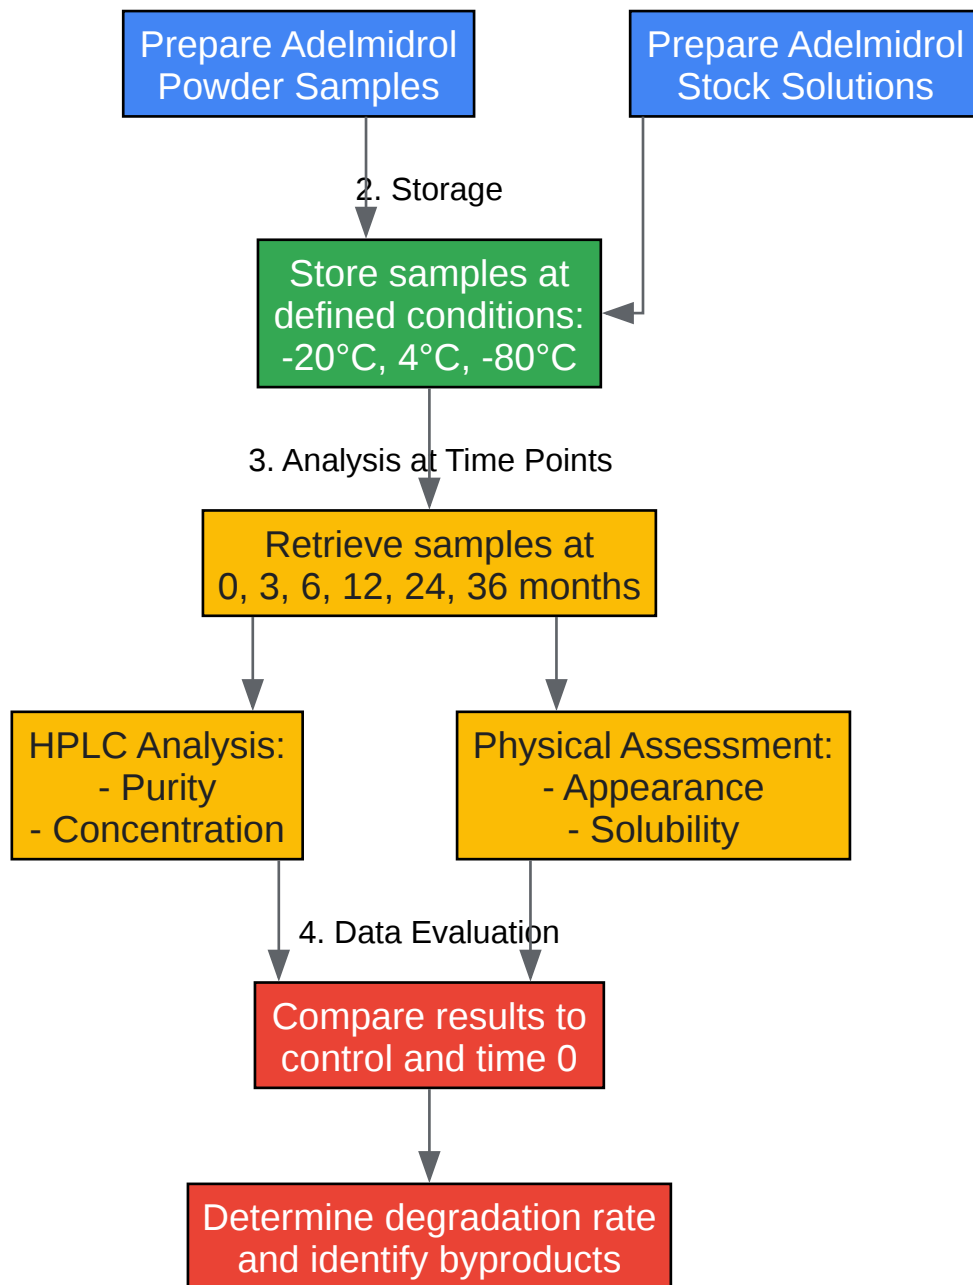 Prepare Adelmidrol
Powder Samples
Prepare Adelmidrol
Stock Solutions
2. Storage
Store samples at
defined conditions:
-20°C, 4°C, -80°C
3. Analysis at Time Points
Retrieve samples at
0, 3, 6, 12, 24, 36 months
HPLC Analysis:
- Purity
- Concentration
Physical Assessment:
- Appearance
- Solubility
4. Data Evaluation
Compare results to
control and time 0
Determine degradation rate
and identify byproducts